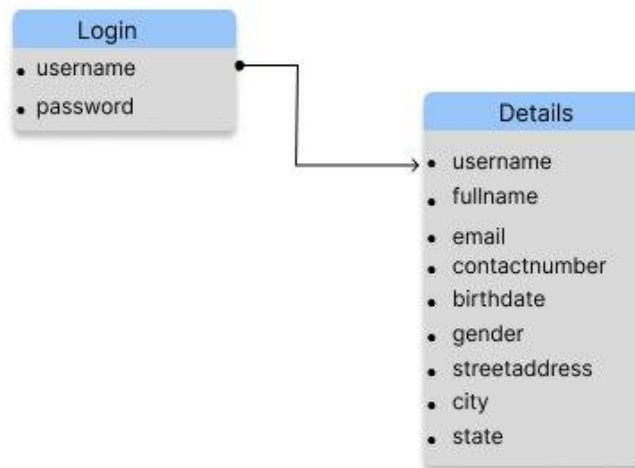 Login
username
password
Details
username
fullname
email
contactnumber
birthdate
gender
streetaddress
city
state